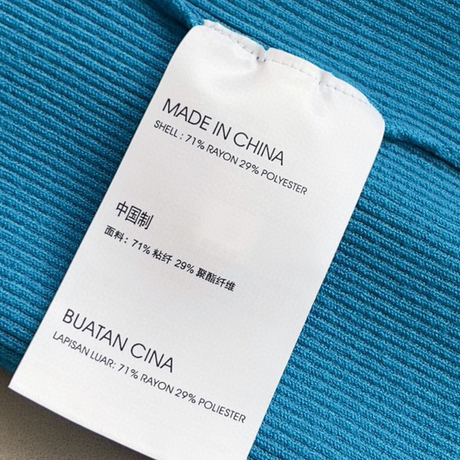 MADE IN CHINA
SHELL : 71% RAYON 29% POLYESTER
中国制
面料: 71% 粘纤 29% 聚酯纤维
BUATAN CINA
LAPISAN LUAR: 71% RAYON 29% POLIESTER